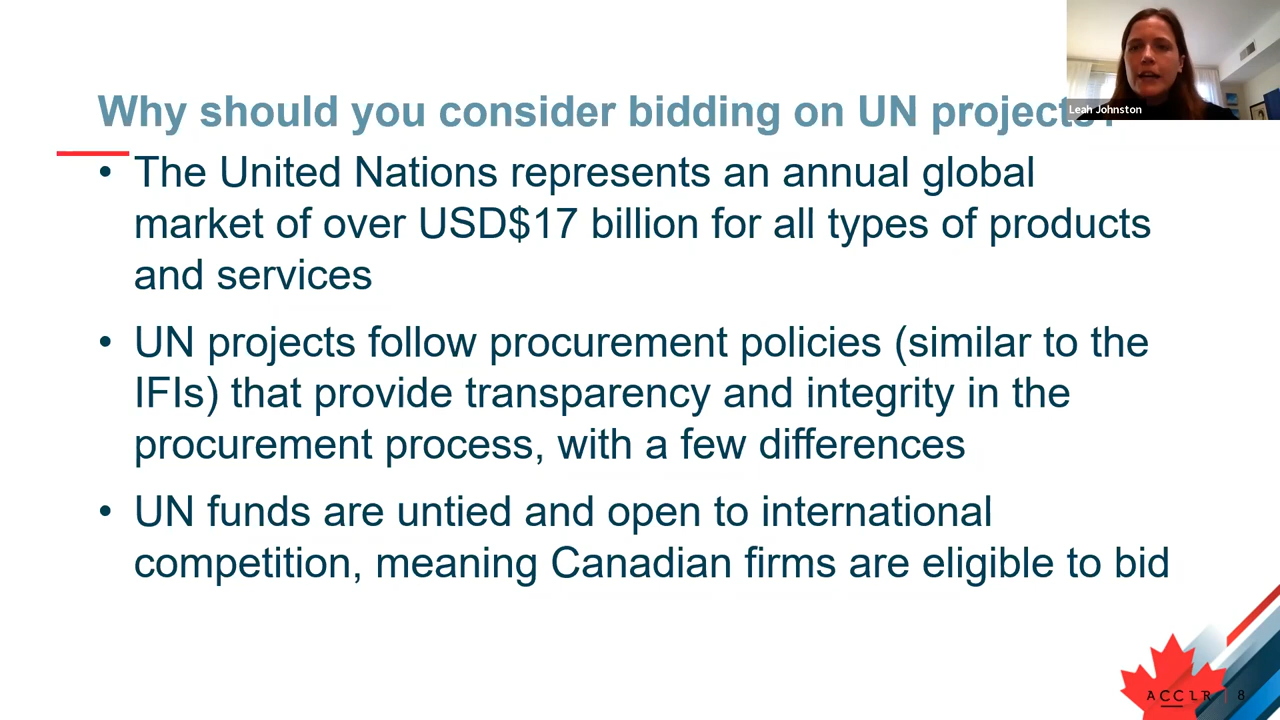 Why should you consider bidding on UN projects?
Leah Johnston
• The United Nations represents an annual global
market of over USD$17 billion for all types of products
and services
• UN projects follow procurement policies (similar to the
IFIs) that provide transparency and integrity in the
procurement process, with a few differences
• UN funds are untied and open to international
competition, meaning Canadian firms are eligible to bid
8